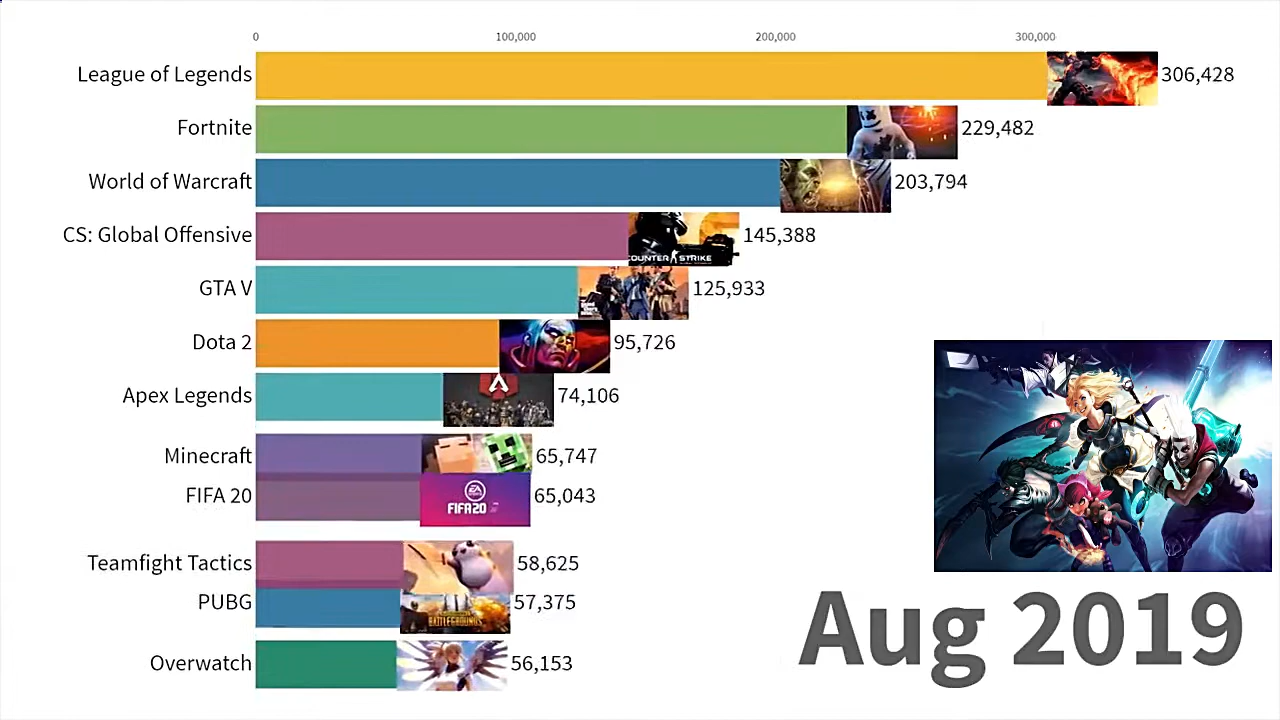 0 100,000 200,000 300,000
League of Legends 306,428
Fortnite 229,482
World of Warcraft 203,794
CS: Global Offensive COUNTER STRIKE 145,388
GTA V 125,933
Dota 2 95,726
Apex Legends 74,106
Minecraft 65,747
FIFA 20 EA FIFA 20 65,043
Teamfight Tactics 58,625
PUBG BATTLEGROUNDS 57,375
Overwatch 56,153
Aug 2019